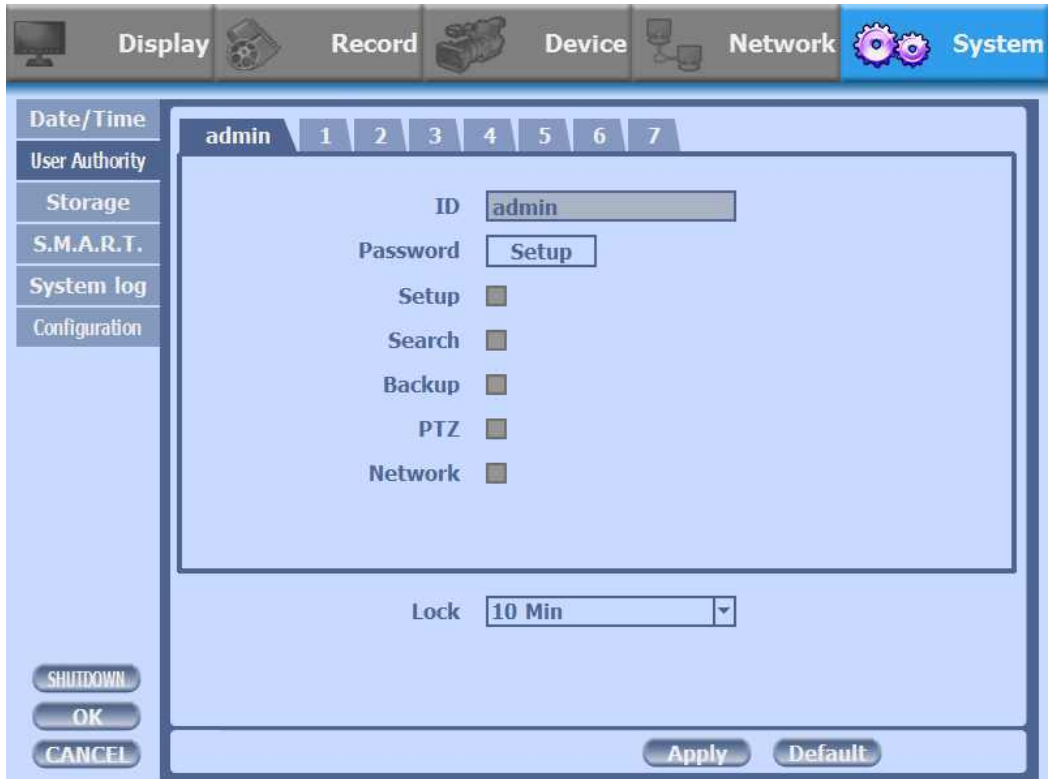 Display Record Device Network System
Date/Time
User Authority
Storage
S.M.A.R.T.
System log
Configuration
admin 1 2 3 4 5 6 7
ID admin
Password Setup
Setup
Search
Backup
PTZ
Network
Lock 10 Min
SHUTDOWN
OK
CANCEL
Apply Default